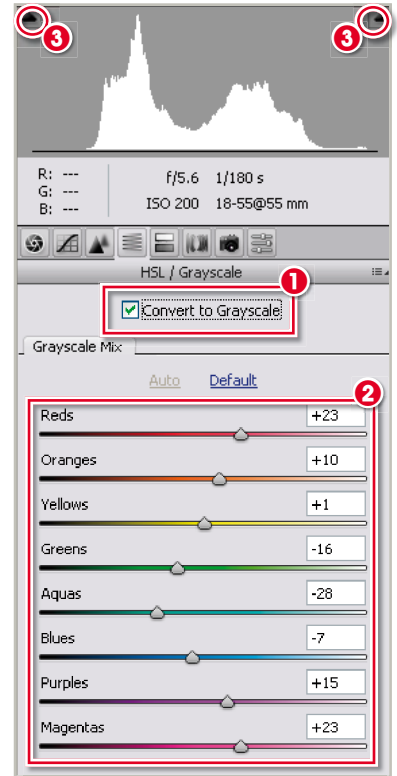 3 3
R: --- f/5.6 1/180 s
G: ---
B: --- ISO 200 18-55@55 mm
HSL / Grayscale
1
Convert to Grayscale
Grayscale Mix
Auto Default
2
Reds +23
Oranges +10
Yellows +1
Greens -16
Aquas -28
Blues -7
Purples +15
Magentas +23